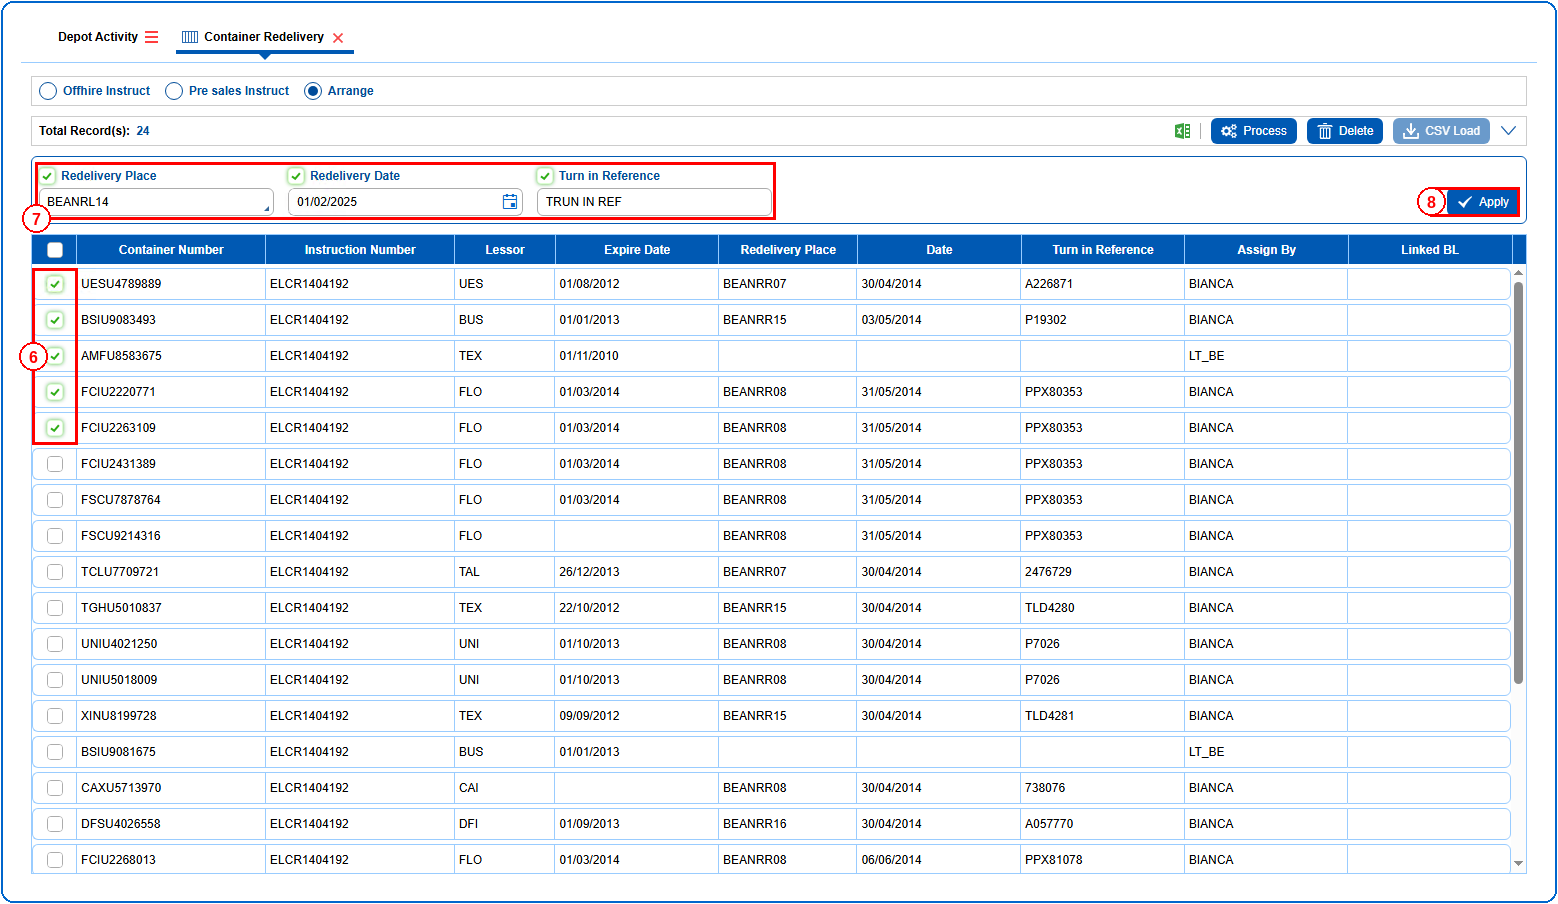 Depot Activity Container Redelivery
Offhire Instruct Pre sales Instruct Arrange
Total Record(s): 24 Process Delete CSV Load
Redelivery Place Redelivery Date Turn in Reference
BEANRL14 01/02/2025 TRUN IN REF 8 Apply
7
Container Number Instruction Number Lessor Expire Date Redelivery Place Date Turn in Reference Assign By Linked BL
UESU4789889 ELCR1404192 UES 01/08/2012 BEANRR07 30/04/2014 A226871 BIANCA
BSIU9083493 ELCR1404192 BUS 01/01/2013 BEANRR15 03/05/2014 P19302 BIANCA
6 AMFU8583675 ELCR1404192 TEX 01/11/2010 LT_BE
FCIU2220771 ELCR1404192 FLO 01/03/2014 BEANRR08 31/05/2014 PPX80353 BIANCA
FCIU2263109 ELCR1404192 FLO 01/03/2014 BEANRR08 31/05/2014 PPX80353 BIANCA
FCIU2431389 ELCR1404192 FLO 01/03/2014 BEANRR08 31/05/2014 PPX80353 BIANCA
FSCU7878764 ELCR1404192 FLO 01/03/2014 BEANRR08 31/05/2014 PPX80353 BIANCA
FSCU9214316 ELCR1404192 FLO BEANRR08 31/05/2014 PPX80353 BIANCA
TCLU7709721 ELCR1404192 TAL 26/12/2013 BEANRR07 30/04/2014 2476729 BIANCA
TGHU5010837 ELCR1404192 TEX 22/10/2012 BEANRR15 30/04/2014 TLD4280 BIANCA
UNIU4021250 ELCR1404192 UNI 01/10/2013 BEANRR08 30/04/2014 P7026 BIANCA
UNIU5018009 ELCR1404192 UNI 01/10/2013 BEANRR08 30/04/2014 P7026 BIANCA
XINU8199728 ELCR1404192 TEX 09/09/2012 BEANRR15 30/04/2014 TLD4281 BIANCA
BSIU9081675 ELCR1404192 BUS 01/01/2013 LT_BE
CAXU5713970 ELCR1404192 CAI BEANRR08 30/04/2014 738076 BIANCA
DFSU4026558 ELCR1404192 DFI 01/09/2013 BEANRR16 30/04/2014 A057770 BIANCA
FCIU2268013 ELCR1404192 FLO 01/03/2014 BEANRR08 06/06/2014 PPX81078 BIANCA